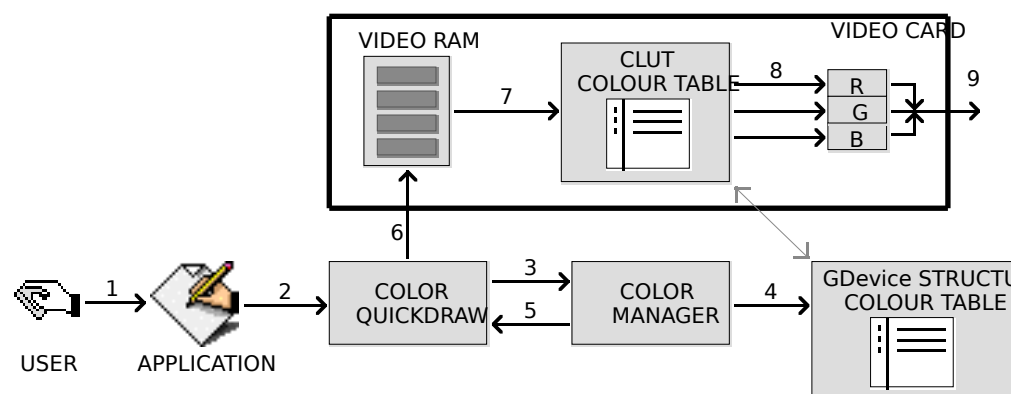 VIDEO CARD
VIDEO RAM
CLUT
COLOUR TABLE
7
8
9
R
G
B
6
1
2
3
4
5
COLOR
QUICKDRAW
COLOR
MANAGER
GDevice STRUCTU
COLOUR TABLE
USER
APPLICATION